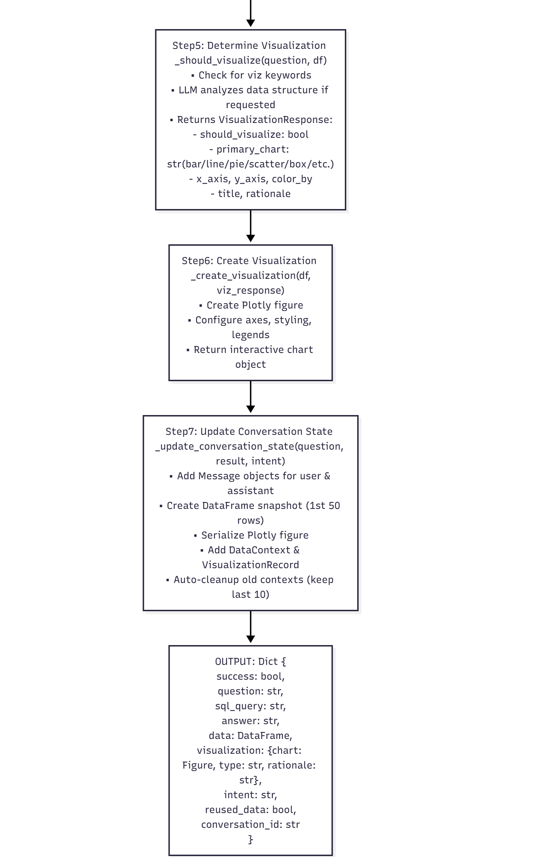 Step5: Determine Visualization
_should_visualize(question, df)
• Check for viz keywords
• LLM analyzes data structure if
requested
• Returns VisualizationResponse:
- should_visualize: bool
- primary_chart:
str(bar/line/pie/scatter/box/etc.)
- x_axis, y_axis, color_by
- title, rationale
Step6: Create Visualization
_create_visualization(df,
viz_response)
• Create Plotly figure
• Configure axes, styling,
legends
• Return interactive chart
object
Step7: Update Conversation State
_update_conversation_state(question,
result, intent)
• Add Message objects for user &
assistant
• Create DataFrame snapshot (1st 50
rows)
• Serialize Plotly figure
• Add DataContext &
VisualizationRecord
• Auto-cleanup old contexts (keep
last 10)
OUTPUT: Dict {
success: bool,
question: str,
sql_query: str,
answer: str,
data: DataFrame,
visualization: {chart:
Figure, type: str, rationale:
str},
intent: str,
reused_data: bool,
conversation_id: str
}